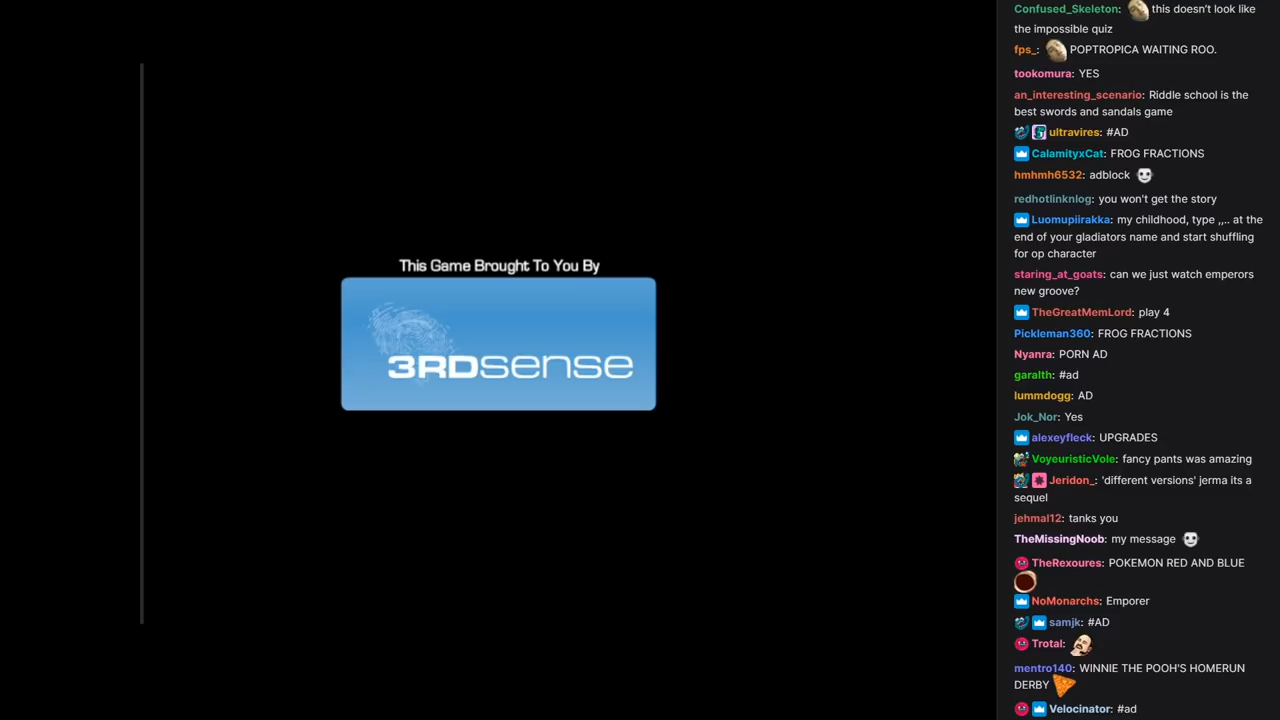 This Game Brought To You By
3RDsense
Confused_Skeleton: this doesn't look like
the impossible quiz
fps_: POPTROPICA WAITING ROO.
tookomura: YES
an_interesting_scenario: Riddle school is the
best swords and sandals game
ultravires: #AD
CalamityxCat: FROG FRACTIONS
hmhmh6532: adblock
redhotlinknlog: you won't get the story
Luomupiirakka: my childhood, type ,,.. at the
end of your gladiators name and start shuffling
for op character
staring_at_goats: can we just watch emperors
new groove?
TheGreatMemLord: play 4
Pickleman360: FROG FRACTIONS
Nyanra: PORN AD
garalth: #ad
lummdogg: AD
Jok_Nor: Yes
alexeyfleck: UPGRADES
VoyeuristicVole: fancy pants was amazing
Jeridon_: 'different versions' jerma its a
sequel
jehmal12: tanks you
TheMissingNoob: my message
TheRexoures: POKEMON RED AND BLUE
NoMonarchs: Emporer
samjk: #AD
Trotal:
mentro140: WINNIE THE POOH'S HOMERUN
DERBY
Velocinator: #ad